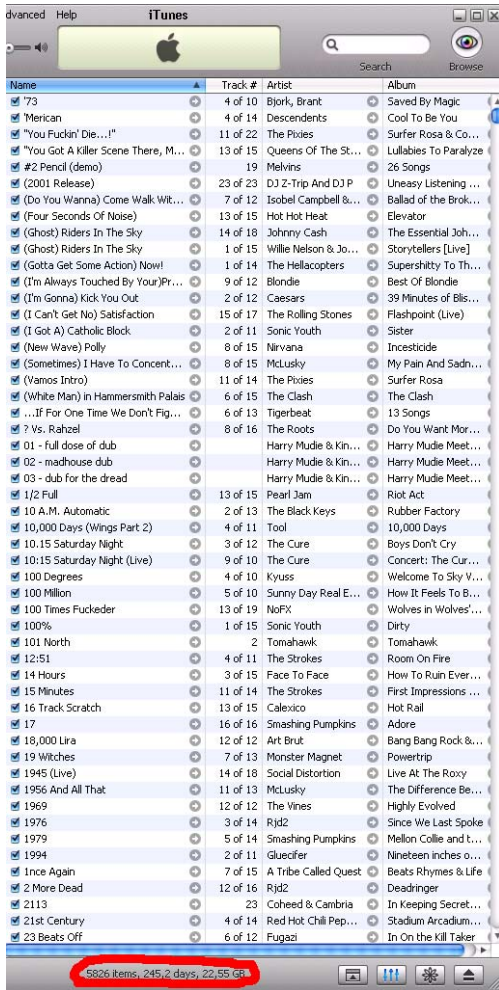 dvanced Help iTunes
Search Browse
Name Track # Artist Album
'73 4 of 10 Bjork, Brant Saved By Magic
'Merican 4 of 14 Descendents Cool To Be You
"You Fuckin' Die...!" 11 of 22 The Pixies Surfer Rosa & Co...
"You Got A Killer Scene There, M... 13 of 15 Queens Of The St... Lullabies To Paralyze
#2 Pencil (demo) 19 Melvins 26 Songs
(2001 Release) 23 of 23 DJ Z-Trip And DJ P Uneasy Listening ...
(Do You Wanna) Come Walk Wit... 7 of 12 Isobel Campbell &... Ballad of the Brok...
(Four Seconds Of Noise) 13 of 15 Hot Hot Heat Elevator
(Ghost) Riders In The Sky 14 of 18 Johnny Cash The Essential Joh...
(Ghost) Riders In The Sky 1 of 15 Willie Nelson & Jo... Storytellers [Live]
(Gotta Get Some Action) Now! 1 of 14 The Hellacopters Supershitty To Th...
(I'm Always Touched By Your)Pr... 9 of 12 Blondie Best Of Blondie
(I'm Gonna) Kick You Out 2 of 12 Caesars 39 Minutes of Blis...
(I Can't Get No) Satisfaction 15 of 17 The Rolling Stones Flashpoint (Live)
(I Got A) Catholic Block 2 of 11 Sonic Youth Sister
(New Wave) Polly 8 of 15 Nirvana Incesticide
(Sometimes) I Have To Concent... 8 of 15 McLusky My Pain And Sadn...
(Vamos Intro) 11 of 14 The Pixies Surfer Rosa
(White Man) in Hammersmith Palais 6 of 15 The Clash The Clash
...If For One Time We Don't Fig... 6 of 13 Tigerbeat 13 Songs
? Vs. Rahzel 8 of 16 The Roots Do You Want Mor...
01 - full dose of dub Harry Mudie & Kin... Harry Mudie Meet...
02 - madhouse dub Harry Mudie & Kin... Harry Mudie Meet...
03 - dub for the dread Harry Mudie & Kin... Harry Mudie Meet...
1/2 Full 13 of 15 Pearl Jam Riot Act
10 A.M. Automatic 2 of 13 The Black Keys Rubber Factory
10,000 Days (Wings Part 2) 4 of 11 Tool 10,000 Days
10.15 Saturday Night 3 of 12 The Cure Boys Don't Cry
10:15 Saturday Night (Live) 9 of 10 The Cure Concert: The Cur...
100 Degrees 4 of 10 Kyuss Welcome To Sky V...
100 Million 5 of 10 Sunny Day Real E... How It Feels To B...
100 Times Fuckeder 13 of 19 NoFX Wolves in Wolves'...
100% 1 of 15 Sonic Youth Dirty
101 North 2 Tomahawk Tomahawk
12:51 4 of 11 The Strokes Room On Fire
14 Hours 3 of 15 Face To Face How To Ruin Ever...
15 Minutes 11 of 14 The Strokes First Impressions ...
16 Track Scratch 13 of 15 Calexico Hot Rail
17 16 of 16 Smashing Pumpkins Adore
18,000 Lira 12 of 12 Art Brut Bang Bang Rock &...
19 Witches 7 of 13 Monster Magnet Powertrip
1945 (Live) 14 of 18 Social Distortion Live At The Roxy
1956 And All That 11 of 13 McLusky The Difference Be...
1969 12 of 12 The Vines Highly Evolved
1976 3 of 14 Rjd2 Since We Last Spoke
1979 5 of 14 Smashing Pumpkins Mellon Collie and t...
1994 2 of 11 Gluecifer Nineteen inches o...
1nce Again 7 of 15 A Tribe Called Quest Beats Rhymes & Life
2 More Dead 12 of 16 Rjd2 Deadringer
2113 23 Coheed & Cambria In Keeping Secret...
21st Century 4 of 14 Red Hot Chili Pep... Stadium Arcadium...
23 Beats Off 6 of 12 Fugazi In On the Kill Taker
5826 items, 245,2 days, 22,55 GB